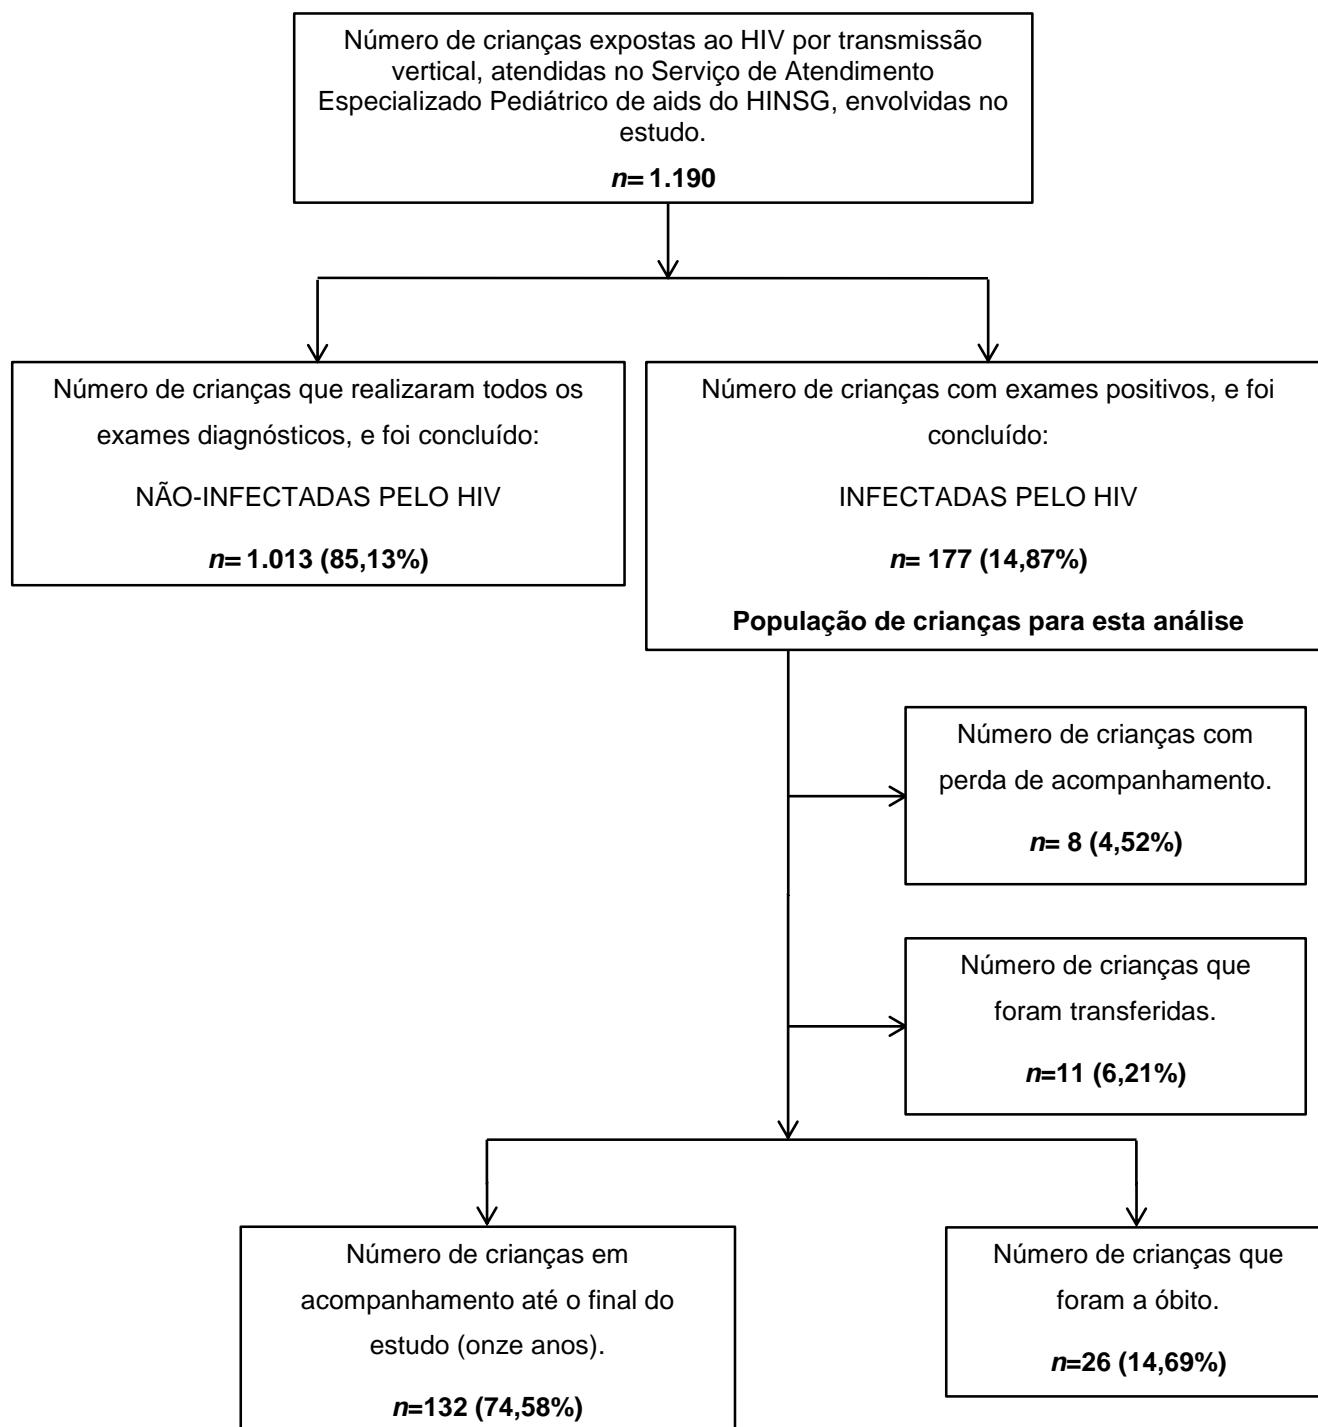 Número de crianças expostas ao HIV por transmissão
vertical, atendidas no Serviço de Atendimento
Especializado Pediátrico de aids do HINSG, envolvidas no
estudo.
n= 1.190
Número de crianças que realizaram todos os
exames diagnósticos, e foi concluído:
NÃO-INFECTADAS PELO HIV
n= 1.013 (85,13%)
Número de crianças com exames positivos, e foi
concluído:
INFECTADAS PELO HIV
n= 177 (14,87%)
População de crianças para esta análise
Número de crianças com
perda de acompanhamento.
n= 8 (4,52%)
Número de crianças que
foram transferidas.
n=11 (6,21%)
Número de crianças em
acompanhamento até o final do
estudo (onze anos).
n=132 (74,58%)
Número de crianças que
foram a óbito.
n=26 (14,69%)